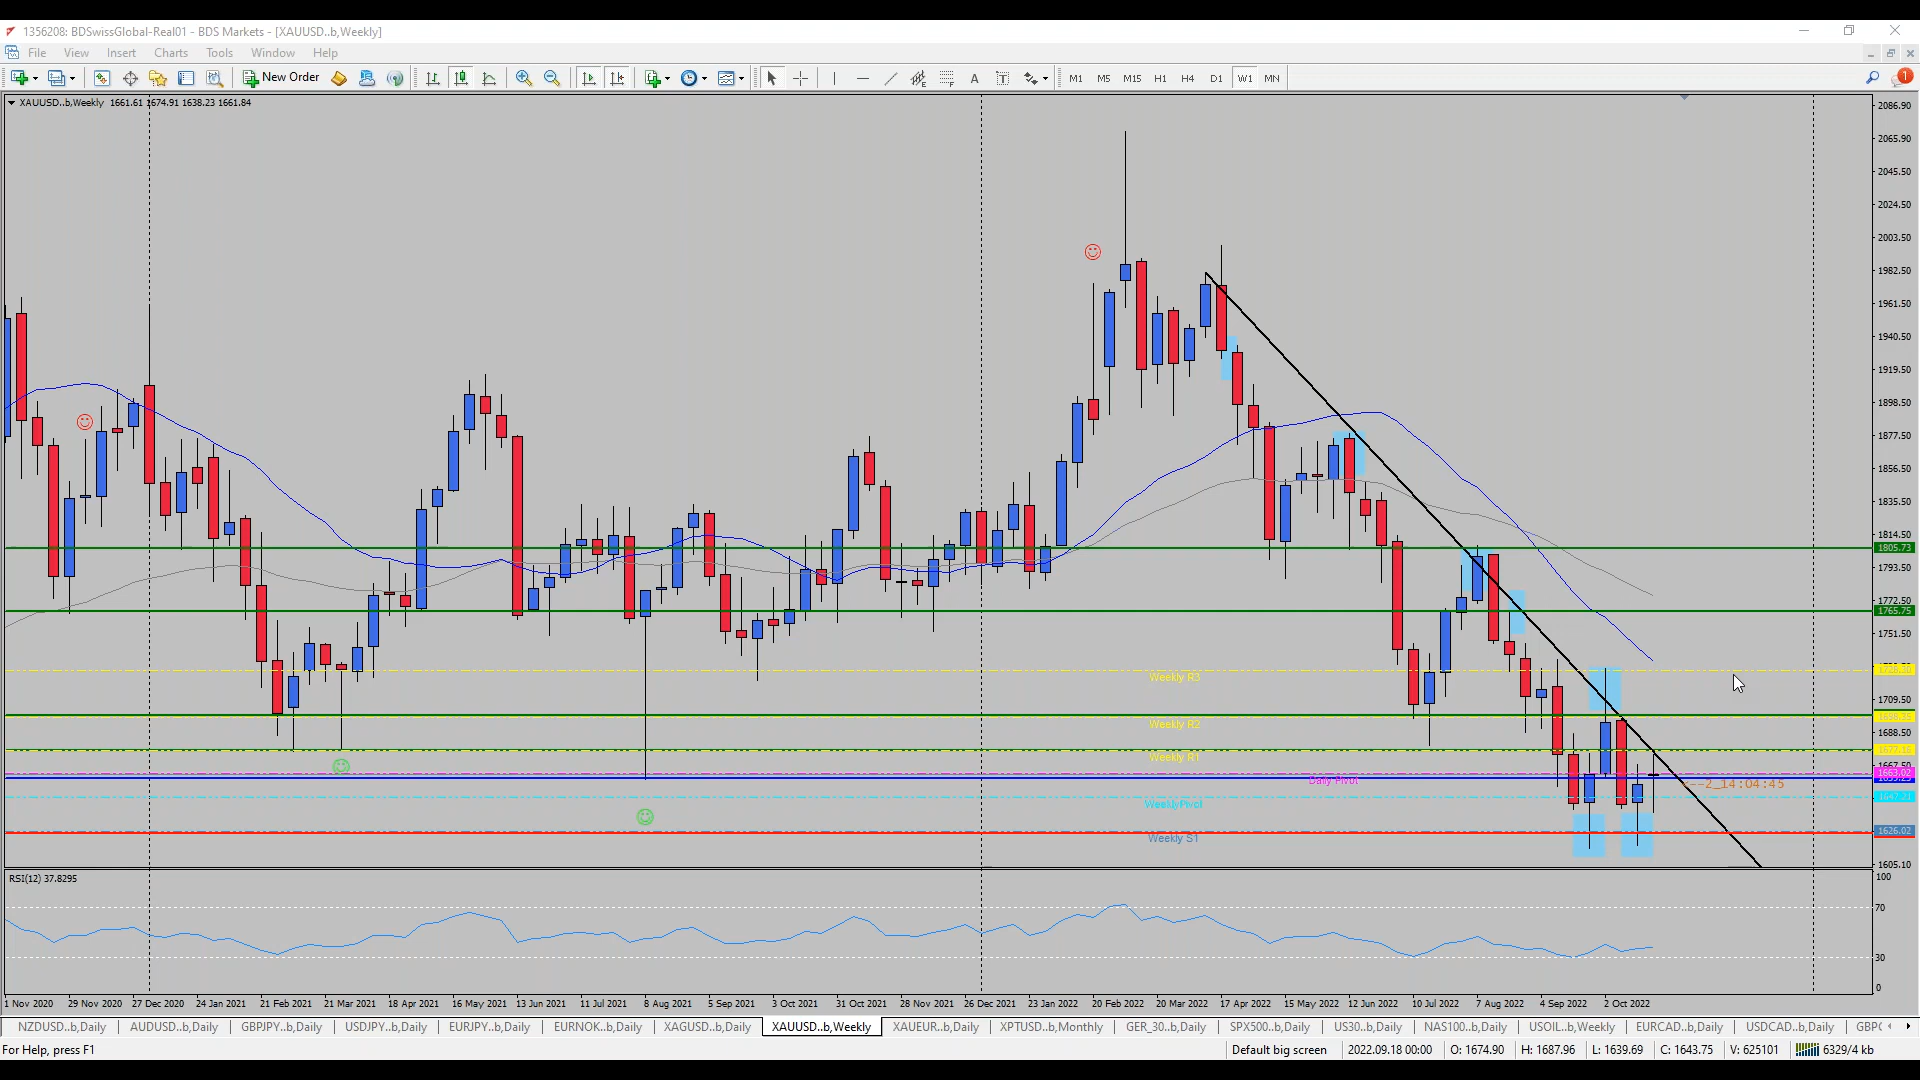 1356208: BDSwissGlobal-Real01 - BDS Markets - [XAUUSD..b,Weekly]
File View Insert Charts Tools Window Help
New Order A T M1 M5 M15 H1 H4 D1 W1 MN 1
XAUUSD..b,Weekly 1661.61 1674.91 1638.23 1661.84
2086.90
2065.90
2045.50
2024.50
2003.50
1982.50
1961.50
1940.50
1919.50
1898.50
1877.50
1856.50
1835.50
1814.50
1805.73
1793.50
1772.50
1765.75
1751.50
Weekly R3
1709.50
Weekly R2
1688.50
Weekly R1
1667.50
1663.02
Daily Pivot
<--2_14:04:45
WeeklyPivot
1626.02
Weekly S1
1605.10
RSI(12) 37.8295
100
70
30
0
1 Nov 2020 29 Nov 2020 27 Dec 2020 24 Jan 2021 21 Feb 2021 21 Mar 2021 18 Apr 2021 16 May 2021 13 Jun 2021 11 Jul 2021 8 Aug 2021 5 Sep 2021 3 Oct 2021 31 Oct 2021 28 Nov 2021 26 Dec 2021 23 Jan 2022 20 Feb 2022 20 Mar 2022 17 Apr 2022 15 May 2022 12 Jun 2022 10 Jul 2022 7 Aug 2022 4 Sep 2022 2 Oct 2022
NZDUSD..b,Daily AUDUSD..b,Daily GBPJPY..b,Daily USDJPY..b,Daily EURJPY..b,Daily EURNOK..b,Daily XAGUSD..b,Daily XAUUSD..b,Weekly XAUEUR..b,Daily XPTUSD..b,Monthly GER_30..b,Daily SPX500..b,Daily US30..b,Daily NAS100..b,Daily USOIL..b,Weekly EURCAD..b,Daily USDCAD..b,Daily GBP
For Help, press F1 Default big screen 2022.09.18 00:00 O: 1674.90 H: 1687.96 L: 1639.69 C: 1643.75 V: 625101 6329/4 kb